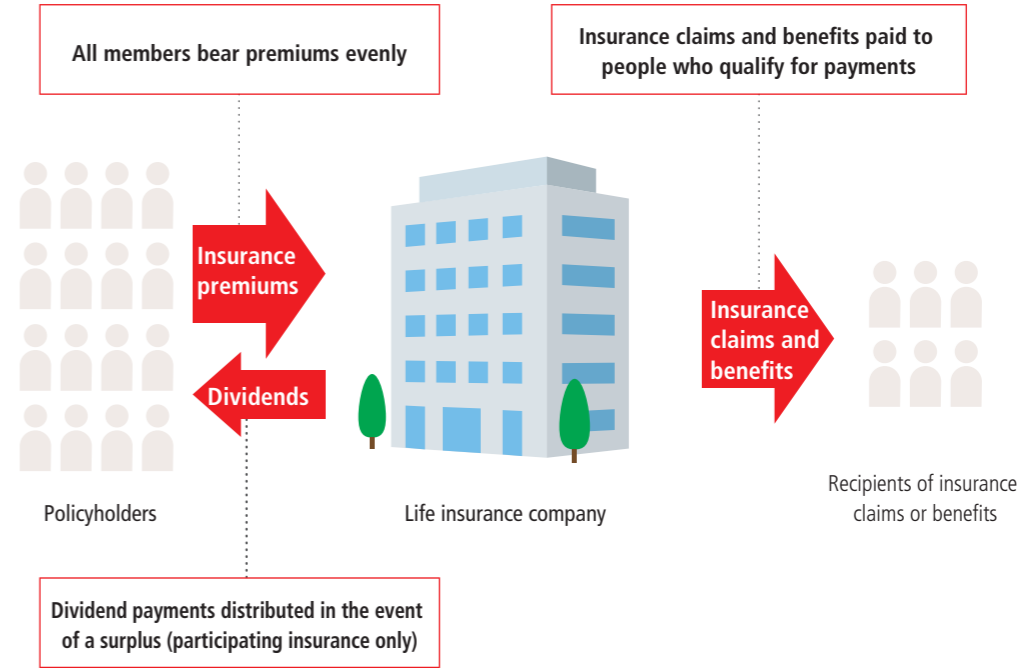 All members bear premiums evenly
Insurance claims and benefits paid to
people who qualify for payments
Insurance
premiums
Dividends
Insurance
claims and
benefits
Policyholders
Life insurance company
Recipients of insurance
claims or benefits
Dividend payments distributed in the event
of a surplus (participating insurance only)